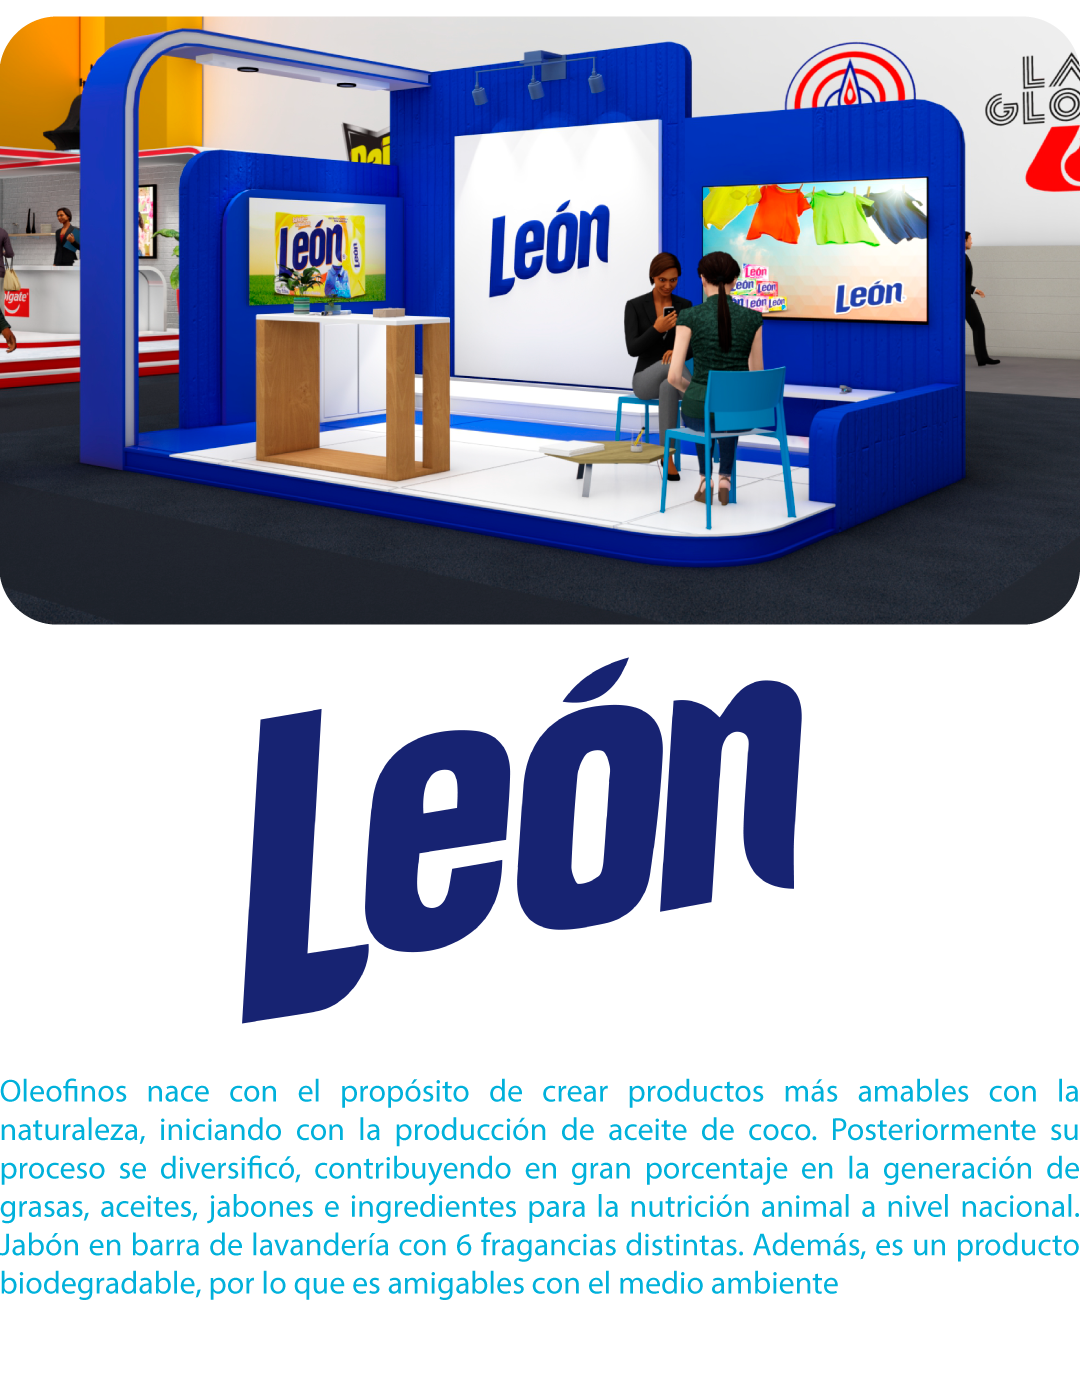 LA
GLO
León
León
León
León
León
León
León
León
León
León
León
León
Oleofinos nace con el propósito de crear productos más amables con la
naturaleza, iniciando con la producción de aceite de coco. Posteriormente su
proceso se diversificó, contribuyendo en gran porcentaje en la generación de
grasas, aceites, jabones e ingredientes para la nutrición animal a nivel nacional.
Jabón en barra de lavandería con 6 fragancias distintas. Además, es un producto
biodegradable, por lo que es amigables con el medio ambiente